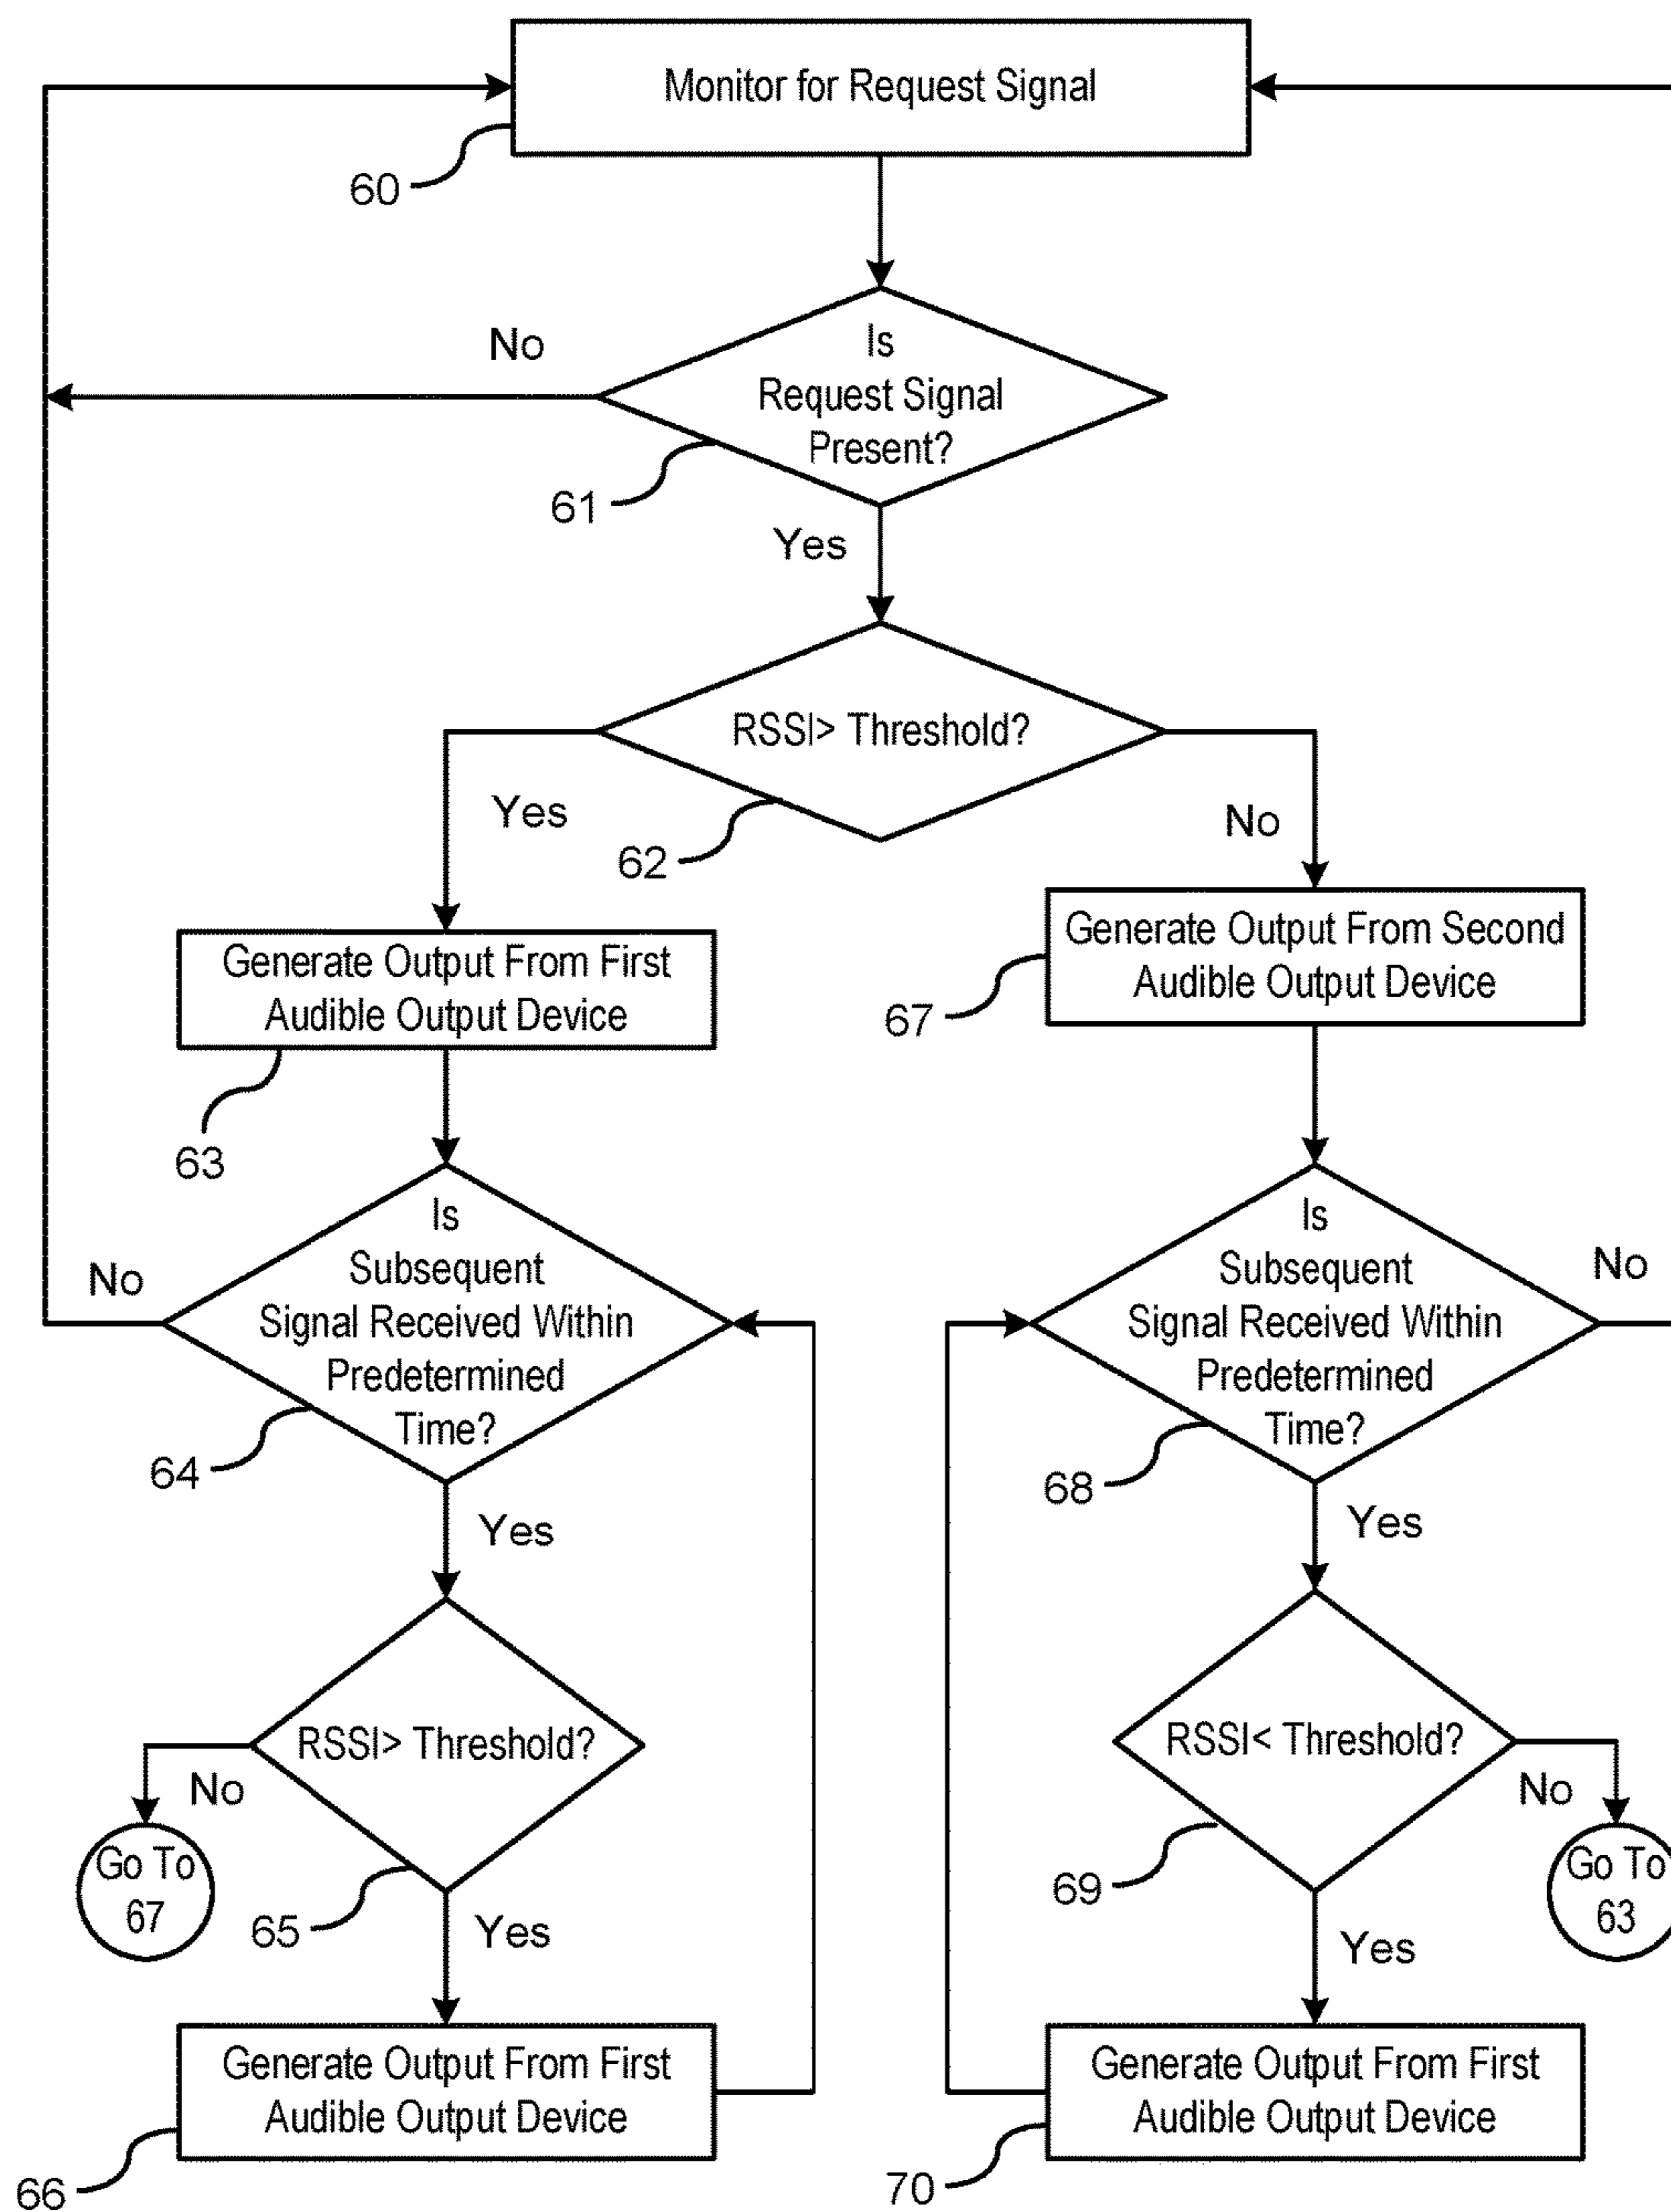 Monitor for Request Signal
60
No
Is
Request Signal
Present?
61
Yes
RSSI> Threshold?
Yes
62
No
Generate Output From First
Audible Output Device
63
Generate Output From Second
Audible Output Device
67
No
Is
Subsequent
Signal Received Within
Predetermined
Time?
64
Yes
Is
Subsequent
Signal Received Within
Predetermined
Time?
No
68
Yes
RSSI> Threshold?
No
Go To
67
65
Yes
RSSI< Threshold?
No
Go To
63
69
Yes
Generate Output From First
Audible Output Device
66
Generate Output From First
Audible Output Device
70